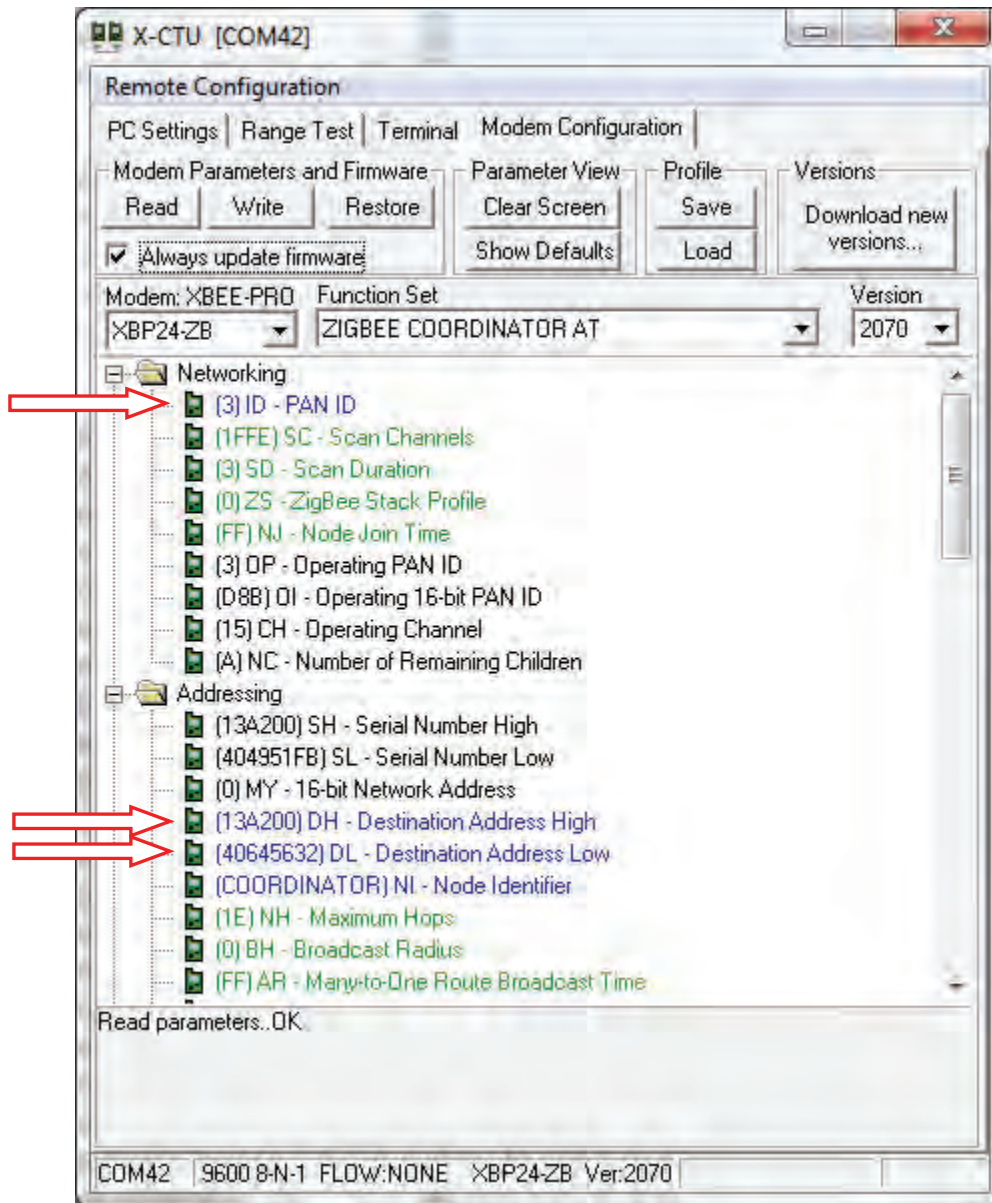 X-CTU [COM42]
Remote Configuration
PC Settings Range Test Terminal Modem Configuration
Modem Parameters and Firmware Parameter View Profile Versions
Read Write Restore Clear Screen Save Download new versions...
Always update firmware Show Defaults Load
Modem: XBEE-PRO Function Set Version
XBP24-ZB ZIGBEE COORDINATOR AT 2070
Networking
(3) ID - PAN ID
(1FFE) SC - Scan Channels
(3) SD - Scan Duration
(0) ZS - ZigBee Stack Profile
(FF) NJ - Node Join Time
(3) OP - Operating PAN ID
(D8B) OI - Operating 16-bit PAN ID
(15) CH - Operating Channel
(A) NC - Number of Remaining Children
Addressing
(13A200) SH - Serial Number High
(404951FB) SL - Serial Number Low
(0) MY - 16-bit Network Address
(13A200) DH - Destination Address High
(40645632) DL - Destination Address Low
(COORDINATOR) NI - Node Identifier
(1E) NH - Maximum Hops
(0) BH - Broadcast Radius
(FF) AR - Many-to-One Route Broadcast Time
Read parameters..OK
COM42 9600 8-N-1 FLOW:NONE XBP24-ZB Ver:2070